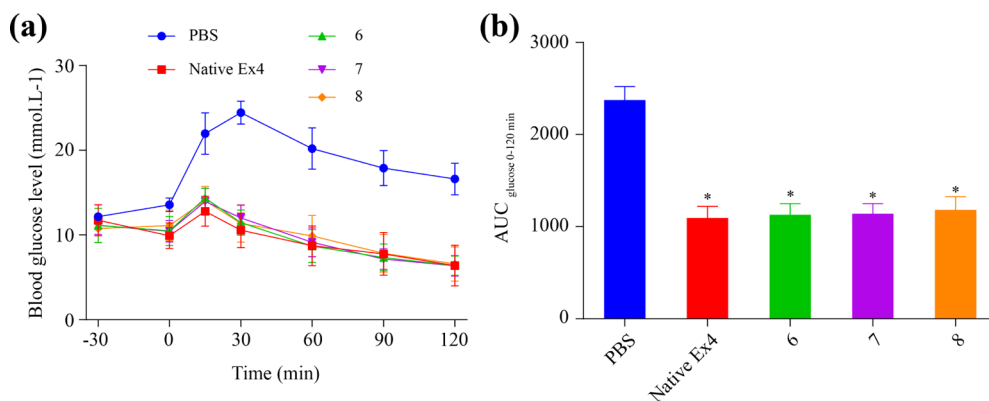 (a)
PBS
Native Ex4
6
7
8
Blood glucose level (mmol.L-1)
30
20
10
0
-30
0
30
60
90
120
Time (min)
(b)
AUC glucose 0-120 min
3000
2000
1000
0
*
*
*
*
PBS
Native Ex4
6
7
8